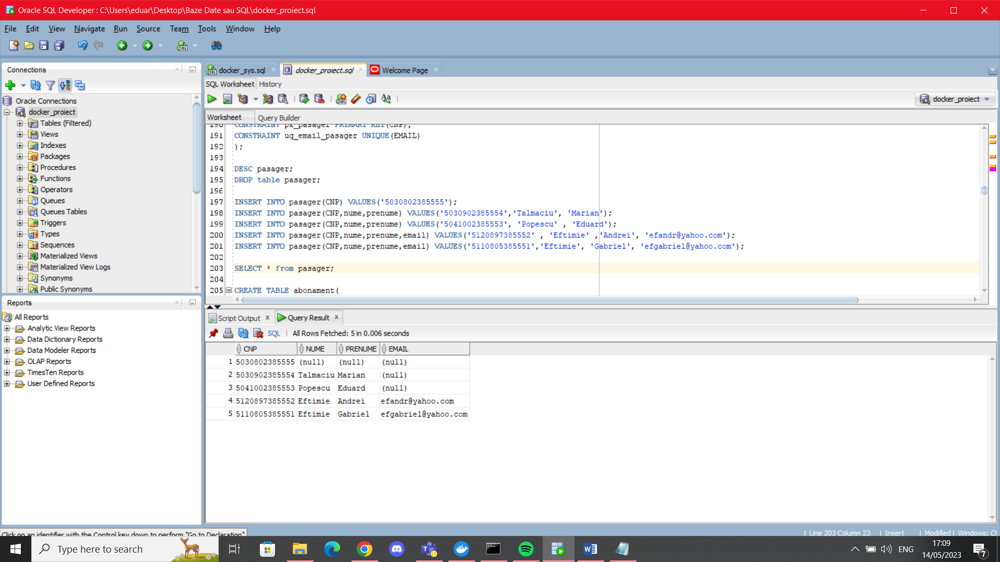 Oracle SQL Developer : C:\Users\eduar\Desktop\Baze Date sau SQL\docker_proiect.sql
File Edit View Navigate Run Source Team Tools Window Help
Connections
Oracle Connections
docker_proiect
Tables (Filtered)
Views
Indexes
Packages
Procedures
Functions
Operators
Queues
Queues Tables
Triggers
Types
Sequences
Materialized Views
Materialized View Logs
Synonyms
Public Synonyms
Reports
All Reports
Analytic View Reports
Data Dictionary Reports
Data Modeler Reports
OLAP Reports
TimesTen Reports
User Defined Reports
docker_sys.sql docker_proiect.sql Welcome Page
SQL Worksheet History
docker_proiect
Worksheet Query Builder
190 CONSTRAINT pk_pasager PRIMARY KEY(CNP),
191 CONSTRAINT uq_email_pasager UNIQUE(EMAIL)
192 );
193
194 DESC pasager;
195 DROP table pasager;
196
197 INSERT INTO pasager(CNP) VALUES('5030802385555');
198 INSERT INTO pasager(CNP,nume,prenume) VALUES('5030902385554','Talmaciu', 'Marian');
199 INSERT INTO pasager(CNP,nume,prenume) VALUES('5041002385553', 'Popescu' , 'Eduard');
200 INSERT INTO pasager(CNP,nume,prenume,email) VALUES('5120897385552' , 'Eftimie' ,'Andrei', 'efandr@yahoo.com');
201 INSERT INTO pasager(CNP,nume,prenume,email) VALUES('5110805385551','Eftimie', 'Gabriel', 'efgabriel@yahoo.com');
202
203 SELECT * from pasager;
204
205 CREATE TABLE abonament(
Script Output Query Result
SQL All Rows Fetched: 5 in 0.006 seconds
CNP NUME PRENUME EMAIL
1 5030802385555 (null) (null) (null)
2 5030902385554 Talmaciu Marian (null)
3 5041002385553 Popescu Eduard (null)
4 5120897385552 Eftimie Andrei efandr@yahoo.com
5 5110805385551 Eftimie Gabriel efgabriel@yahoo.com
Click on an identifier with the Control key down to perform "Go to Declaration"
Line 203 Column 23 Insert Modified Windows:
Type here to search
ENG
17:09
14/05/2023
7